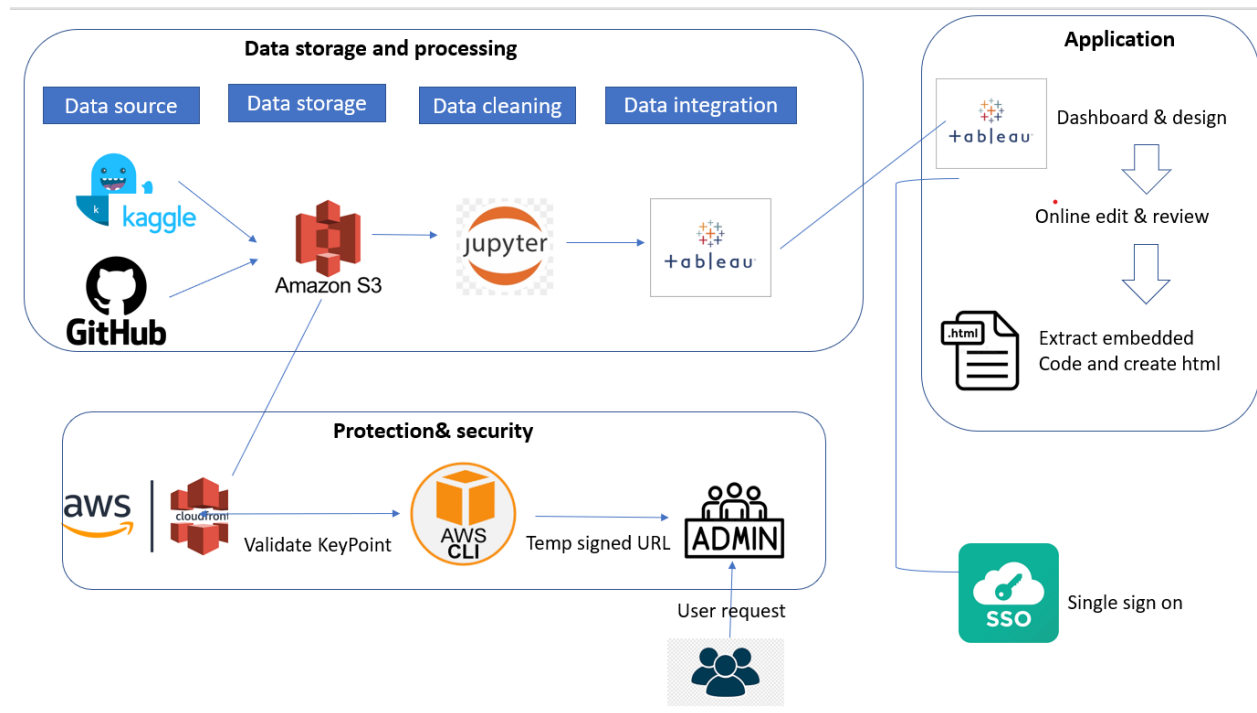 Data storage and processing
Data source
Data storage
Data cleaning
Data integration
k
kaggle
GitHub
Amazon S3
jupyter
+ableau
Application
+ableau
Dashboard & design
Online edit & review
.html
Extract embedded
Code and create html
Protection& security
aws
cloudfront
Validate KeyPoint
AWS
CLI
Temp signed URL
ADMIN
User request
SSO
Single sign on